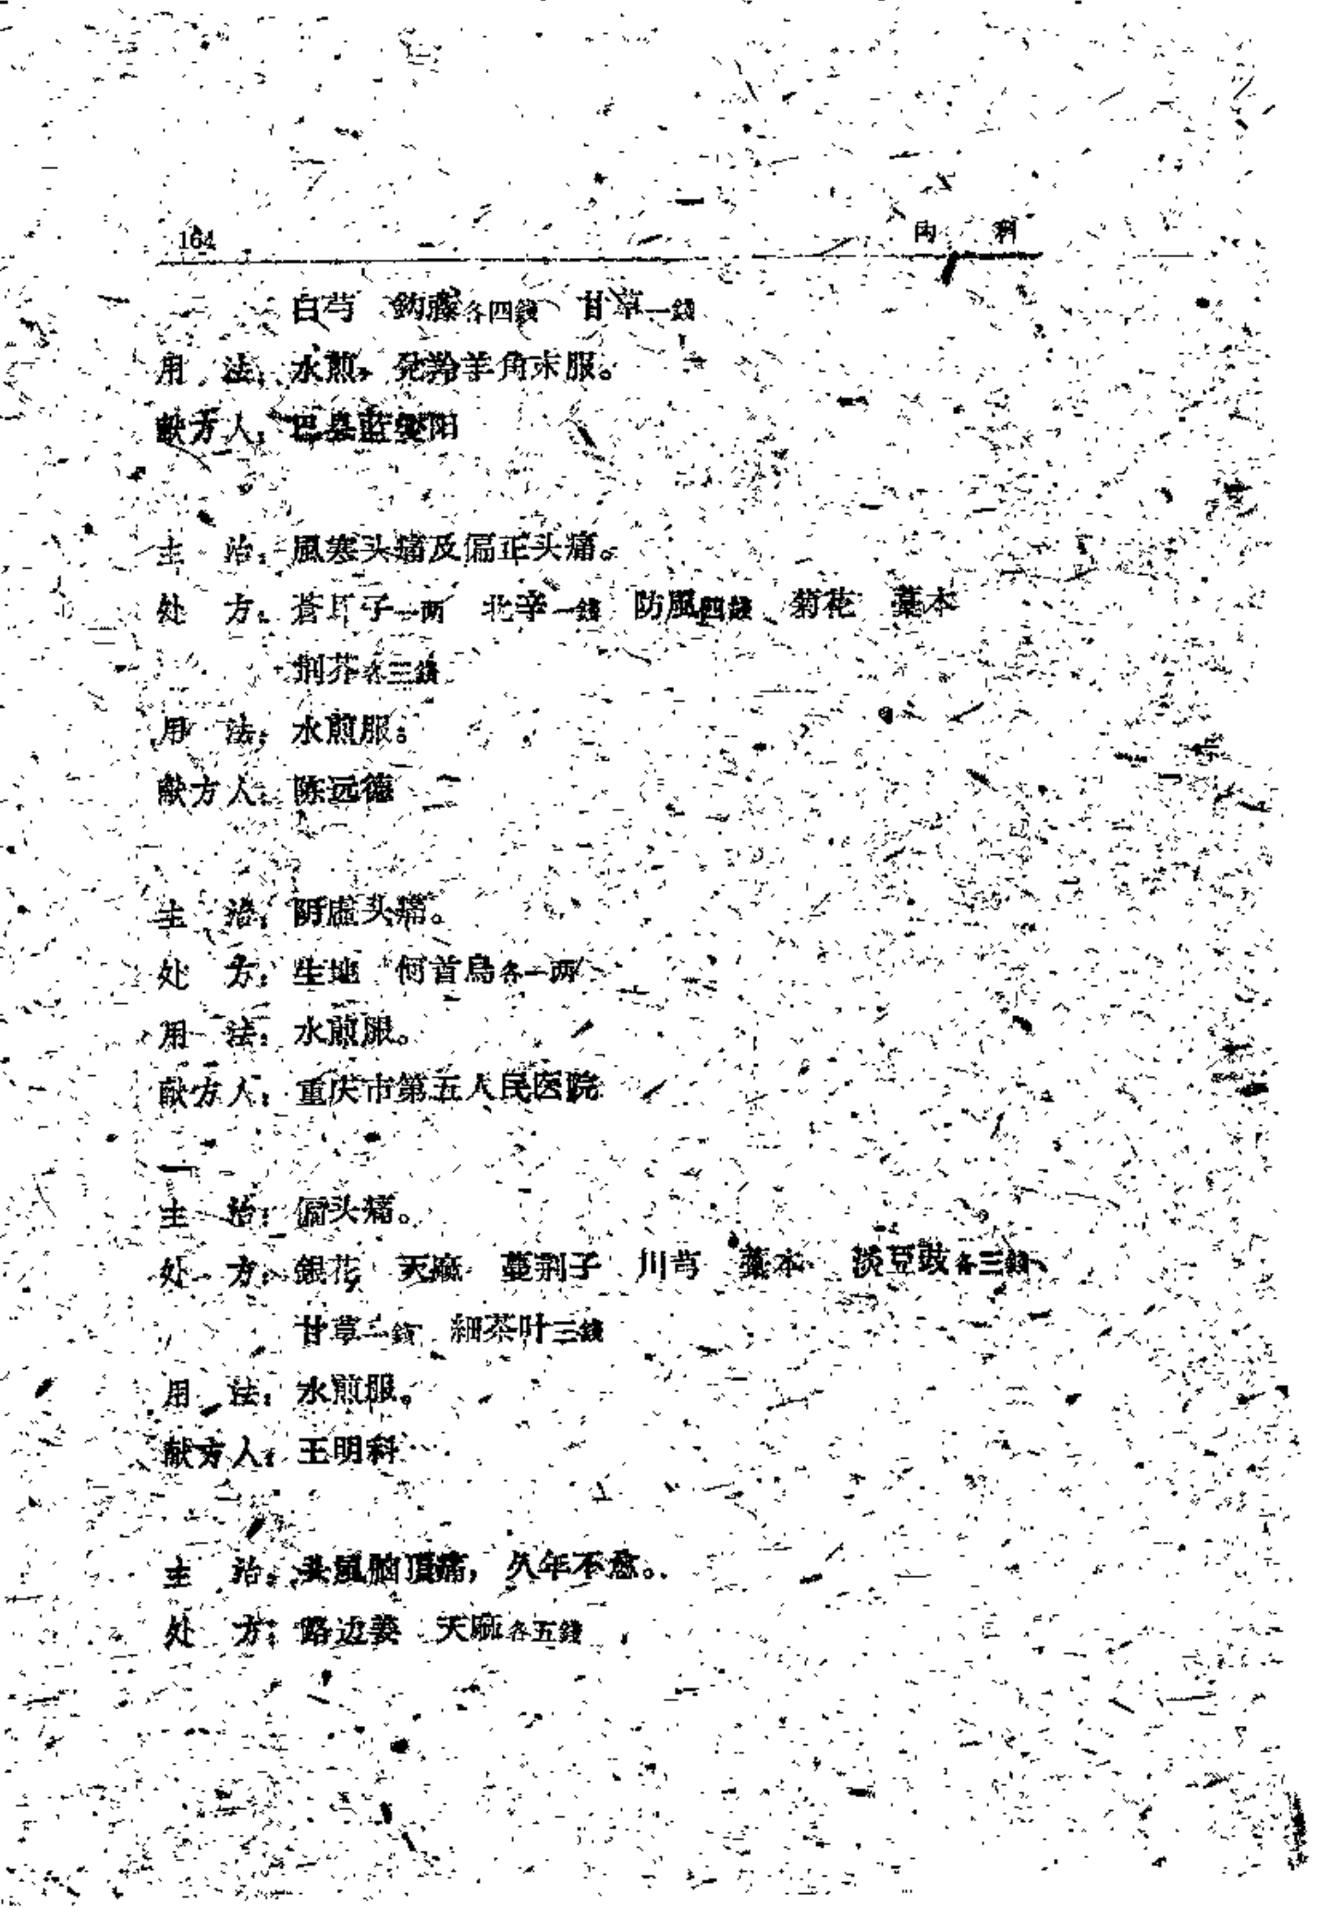 164 内 科
白芍 鈎藤各四錢 甘草一錢
用 法：水煎，兑羚羊角末服。
献方人：巴县蓝燮阳
主 治：風寒头痛及偏正头痛。
处 方：蒼耳子一两 北辛一錢 防風四錢 菊花 藁本
荆芥各三錢
用 法：水煎服。
献方人：陈远德
主 治：阴虚头痛。
处 方：生地 何首烏各一两
用 法：水煎服。
献方人：重庆市第五人民医院
主 治：偏头痛。
处 方：銀花 天麻 蔓荆子 川芎 藁本 淡豆豉各三錢
甘草二錢 細茶叶三錢
用 法：水煎服。
献方人：王明科
主 治：头風脑頂痛，久年不愈。
处 方：路边姜 天麻各五錢